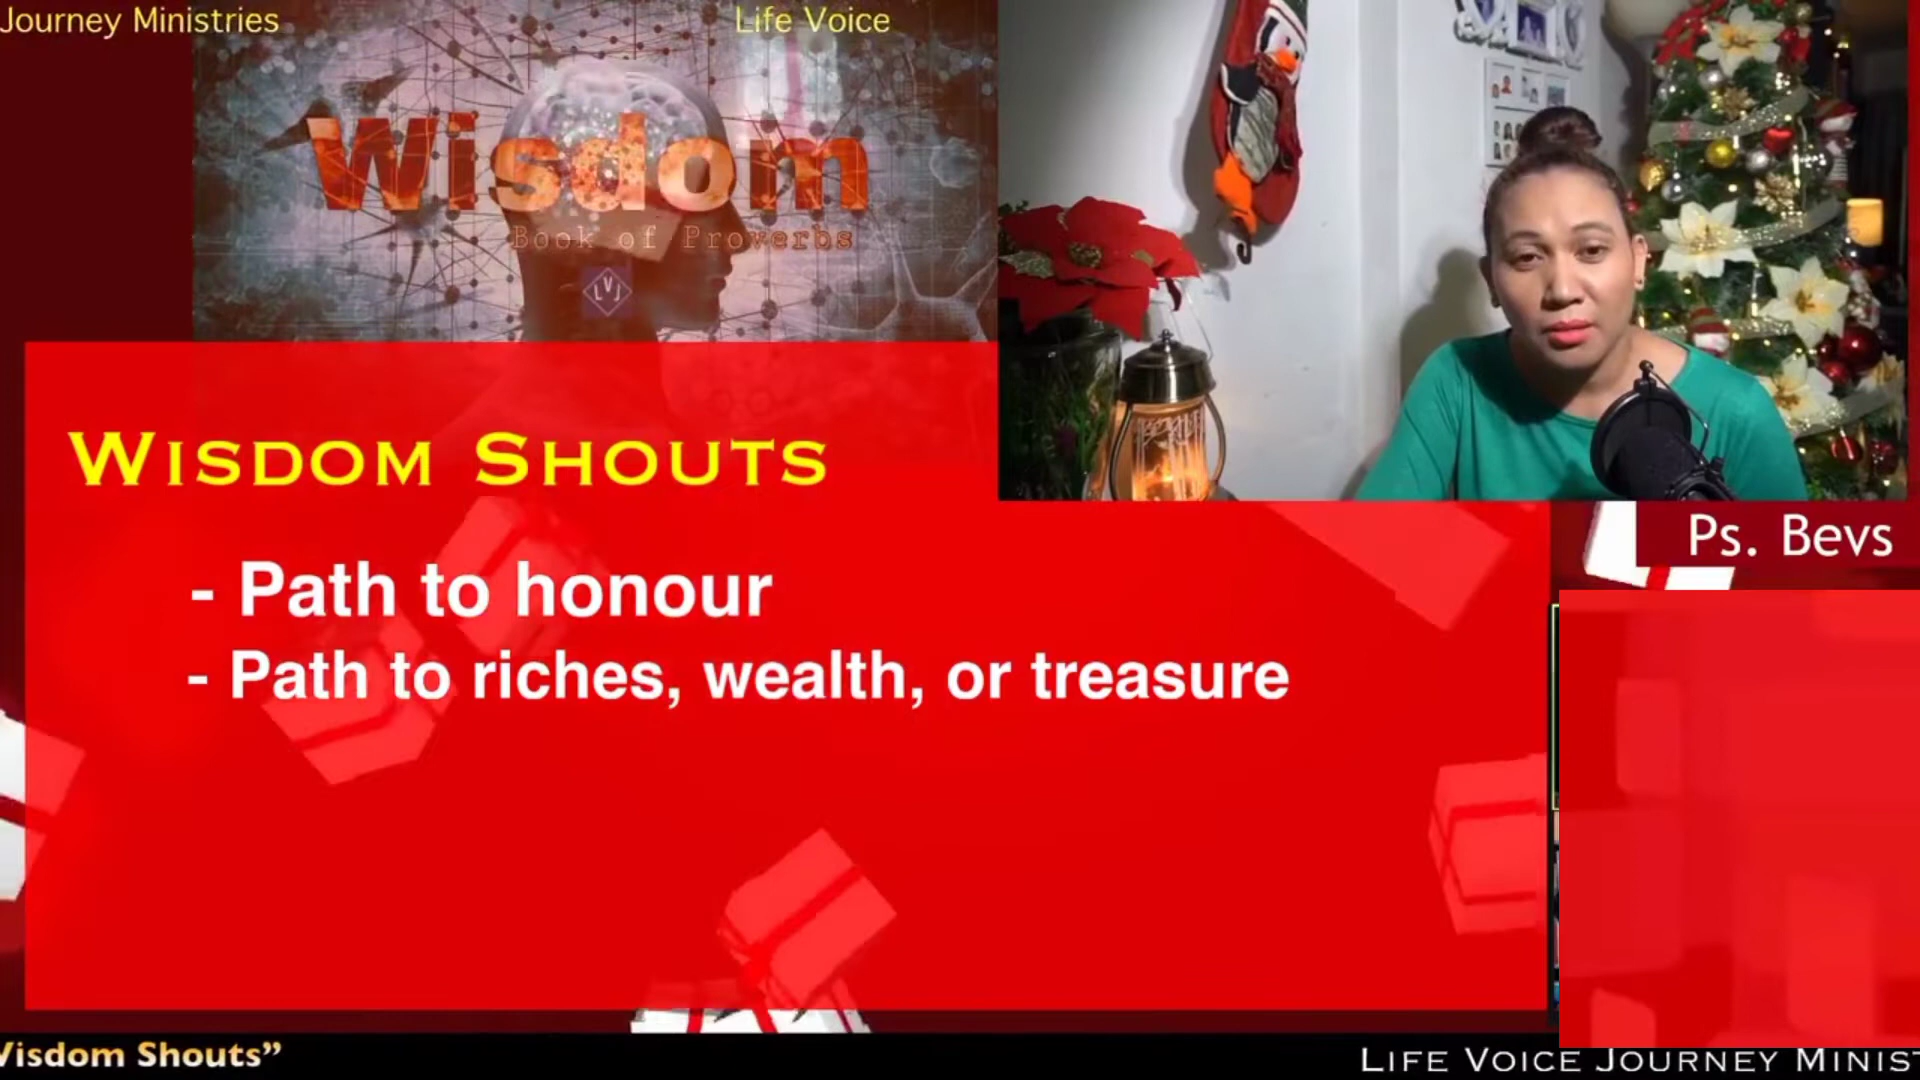 Journey Ministries
Life Voice
Wisdom
Book of Proverbs
LVJ
WISDOM SHOUTS
- Path to honour
- Path to riches, wealth, or treasure
Ps. Bevs
Wisdom Shouts”
LIFE VOICE JOURNEY MINIST